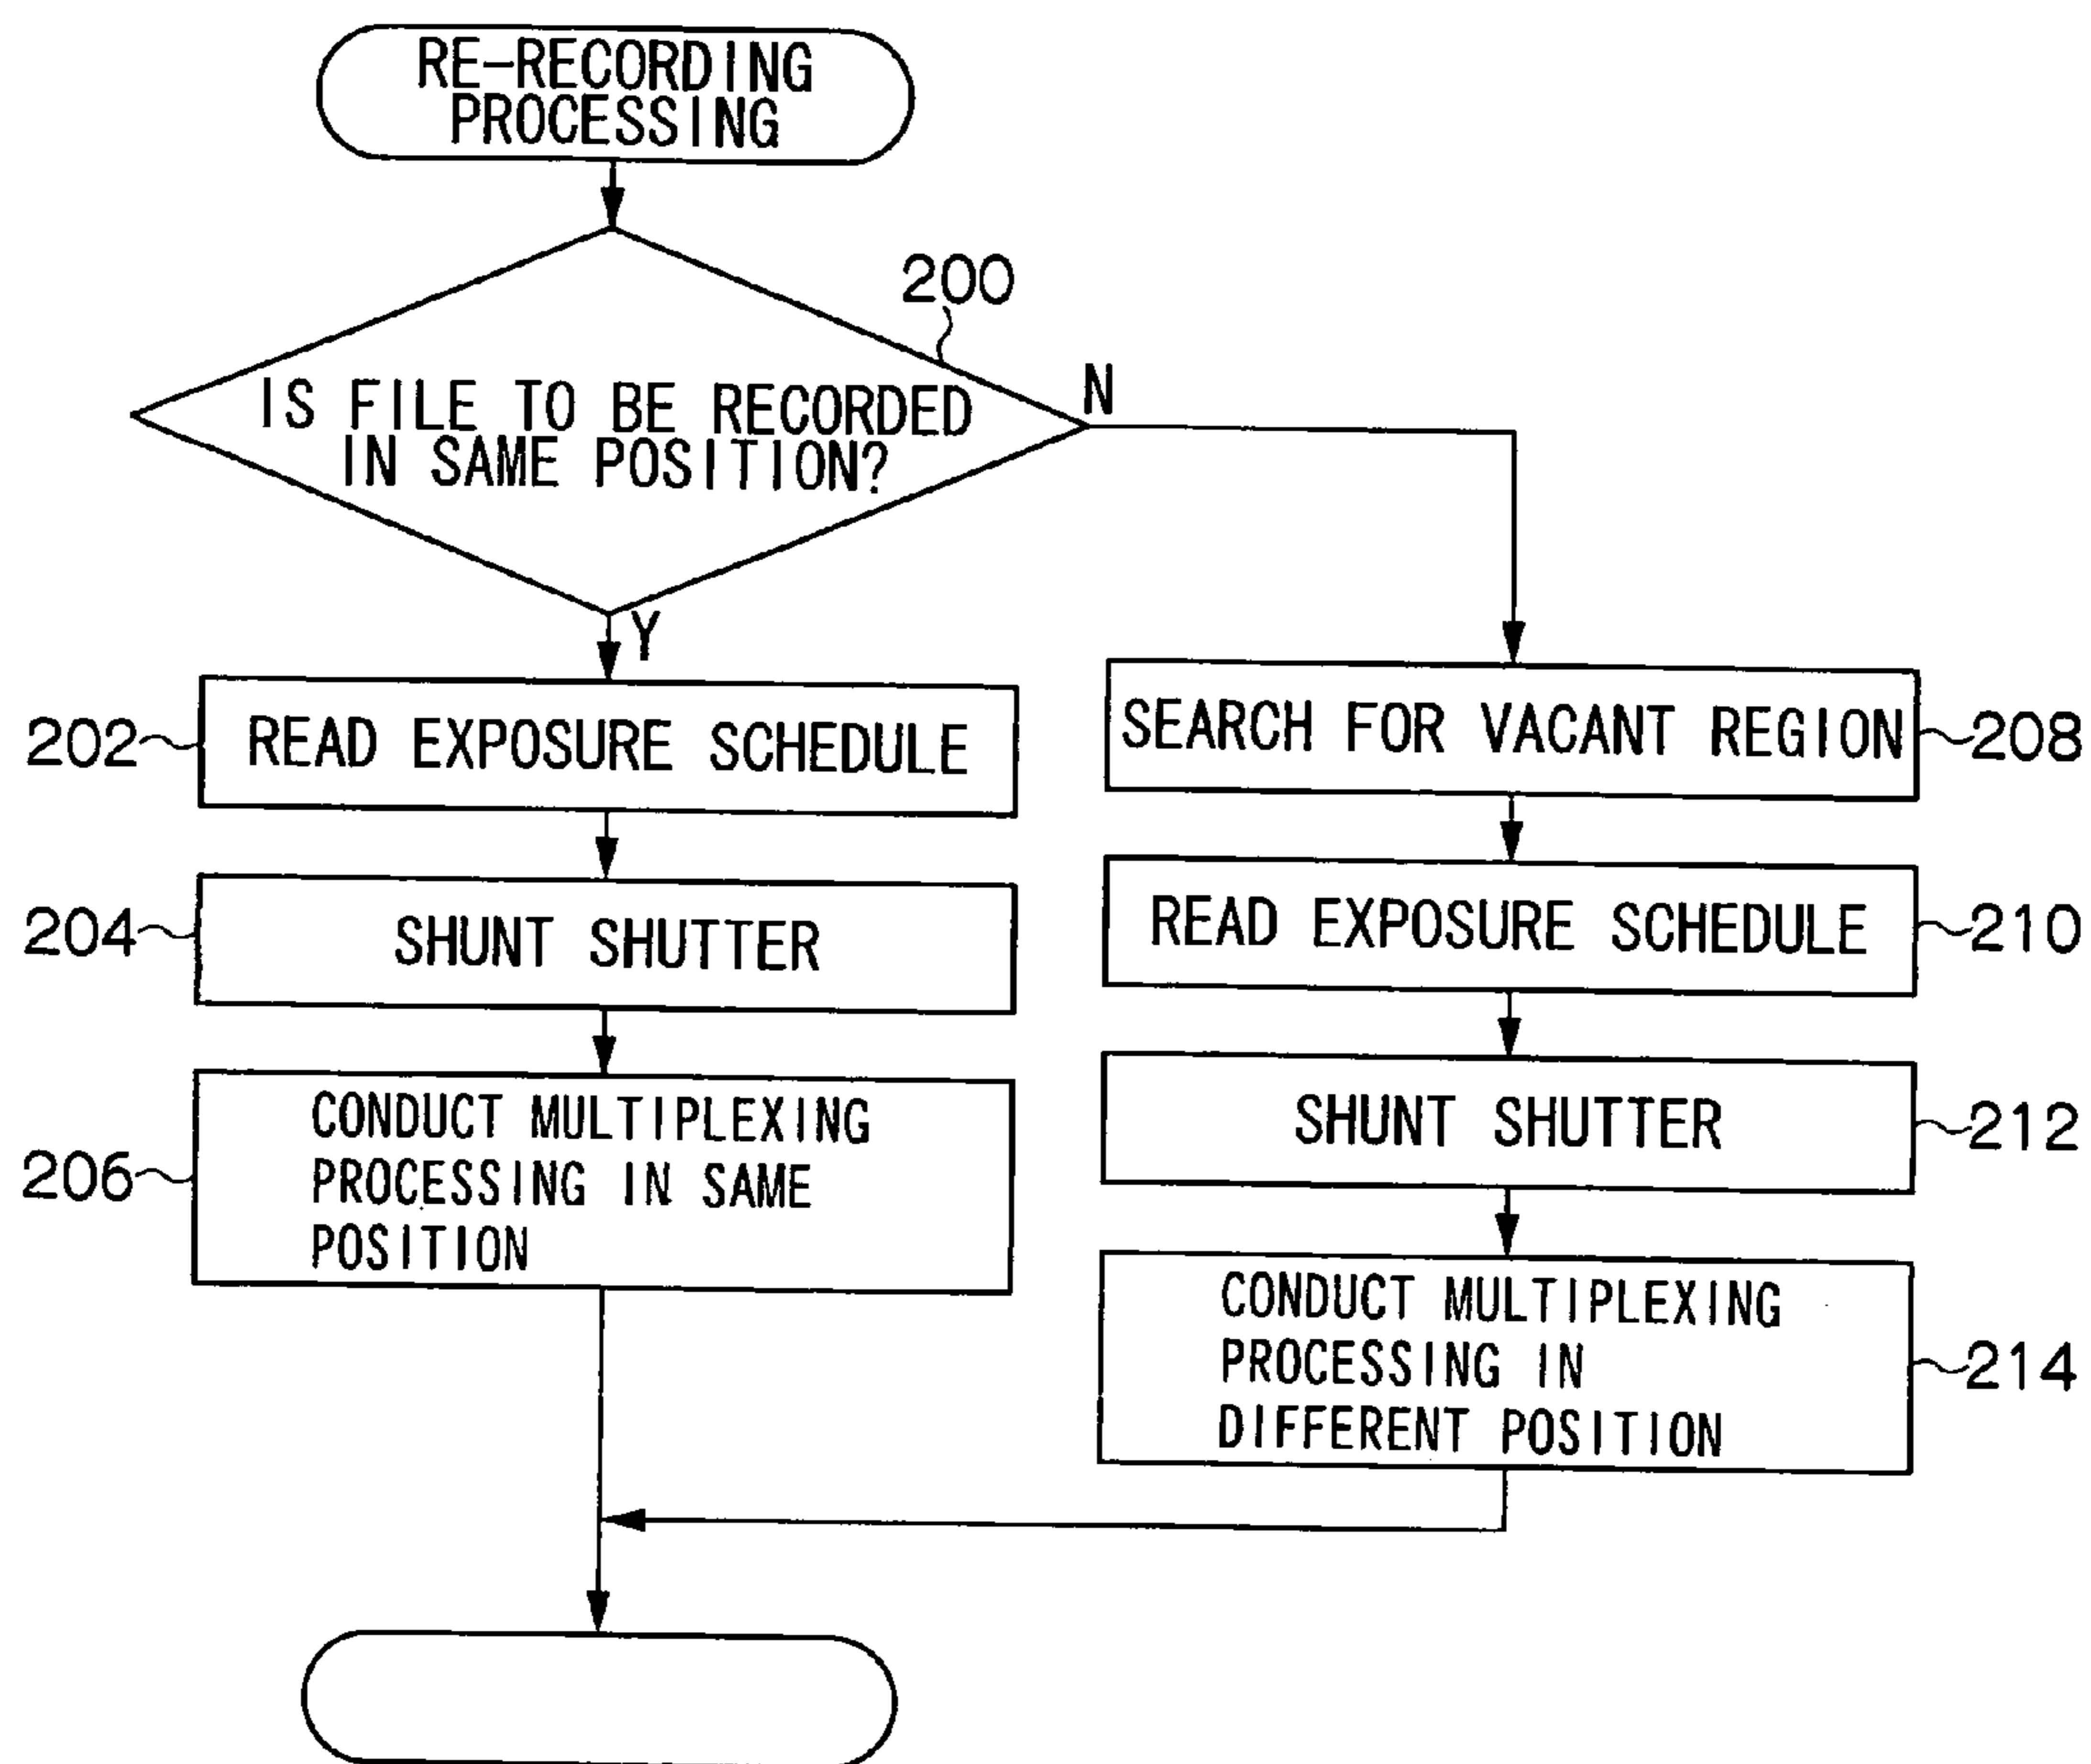 RE-RECORDING
PROCESSING
200
IS FILE TO BE RECORDED
IN SAME POSITION?
N
Y
202
READ EXPOSURE SCHEDULE
204
SHUNT SHUTTER
206
CONDUCT MULTIPLEXING
PROCESSING IN SAME
POSITION
SEARCH FOR VACANT REGION
208
READ EXPOSURE SCHEDULE
210
SHUNT SHUTTER
212
CONDUCT MULTIPLEXING
PROCESSING IN
DIFFERENT POSITION
214